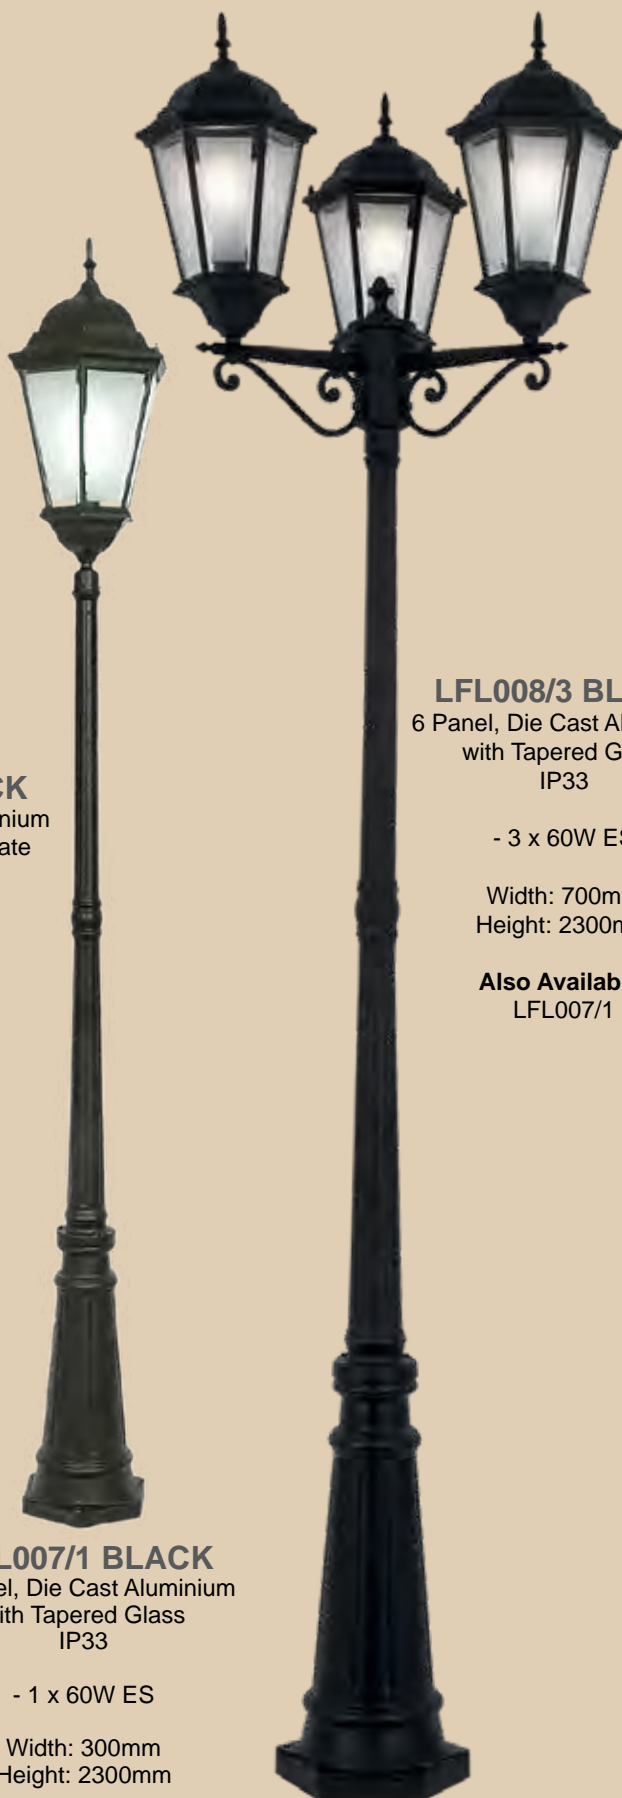 CK
nium
ate
LFL008/3 BL
6 Panel, Die Cast Al
with Tapered G
IP33
- 3 x 60W ES
Width: 700m
Height: 2300m
Also Availab
LFL007/1
L007/1 BLACK
el, Die Cast Aluminium
ith Tapered Glass
IP33
- 1 x 60W ES
Width: 300mm
Height: 2300mm